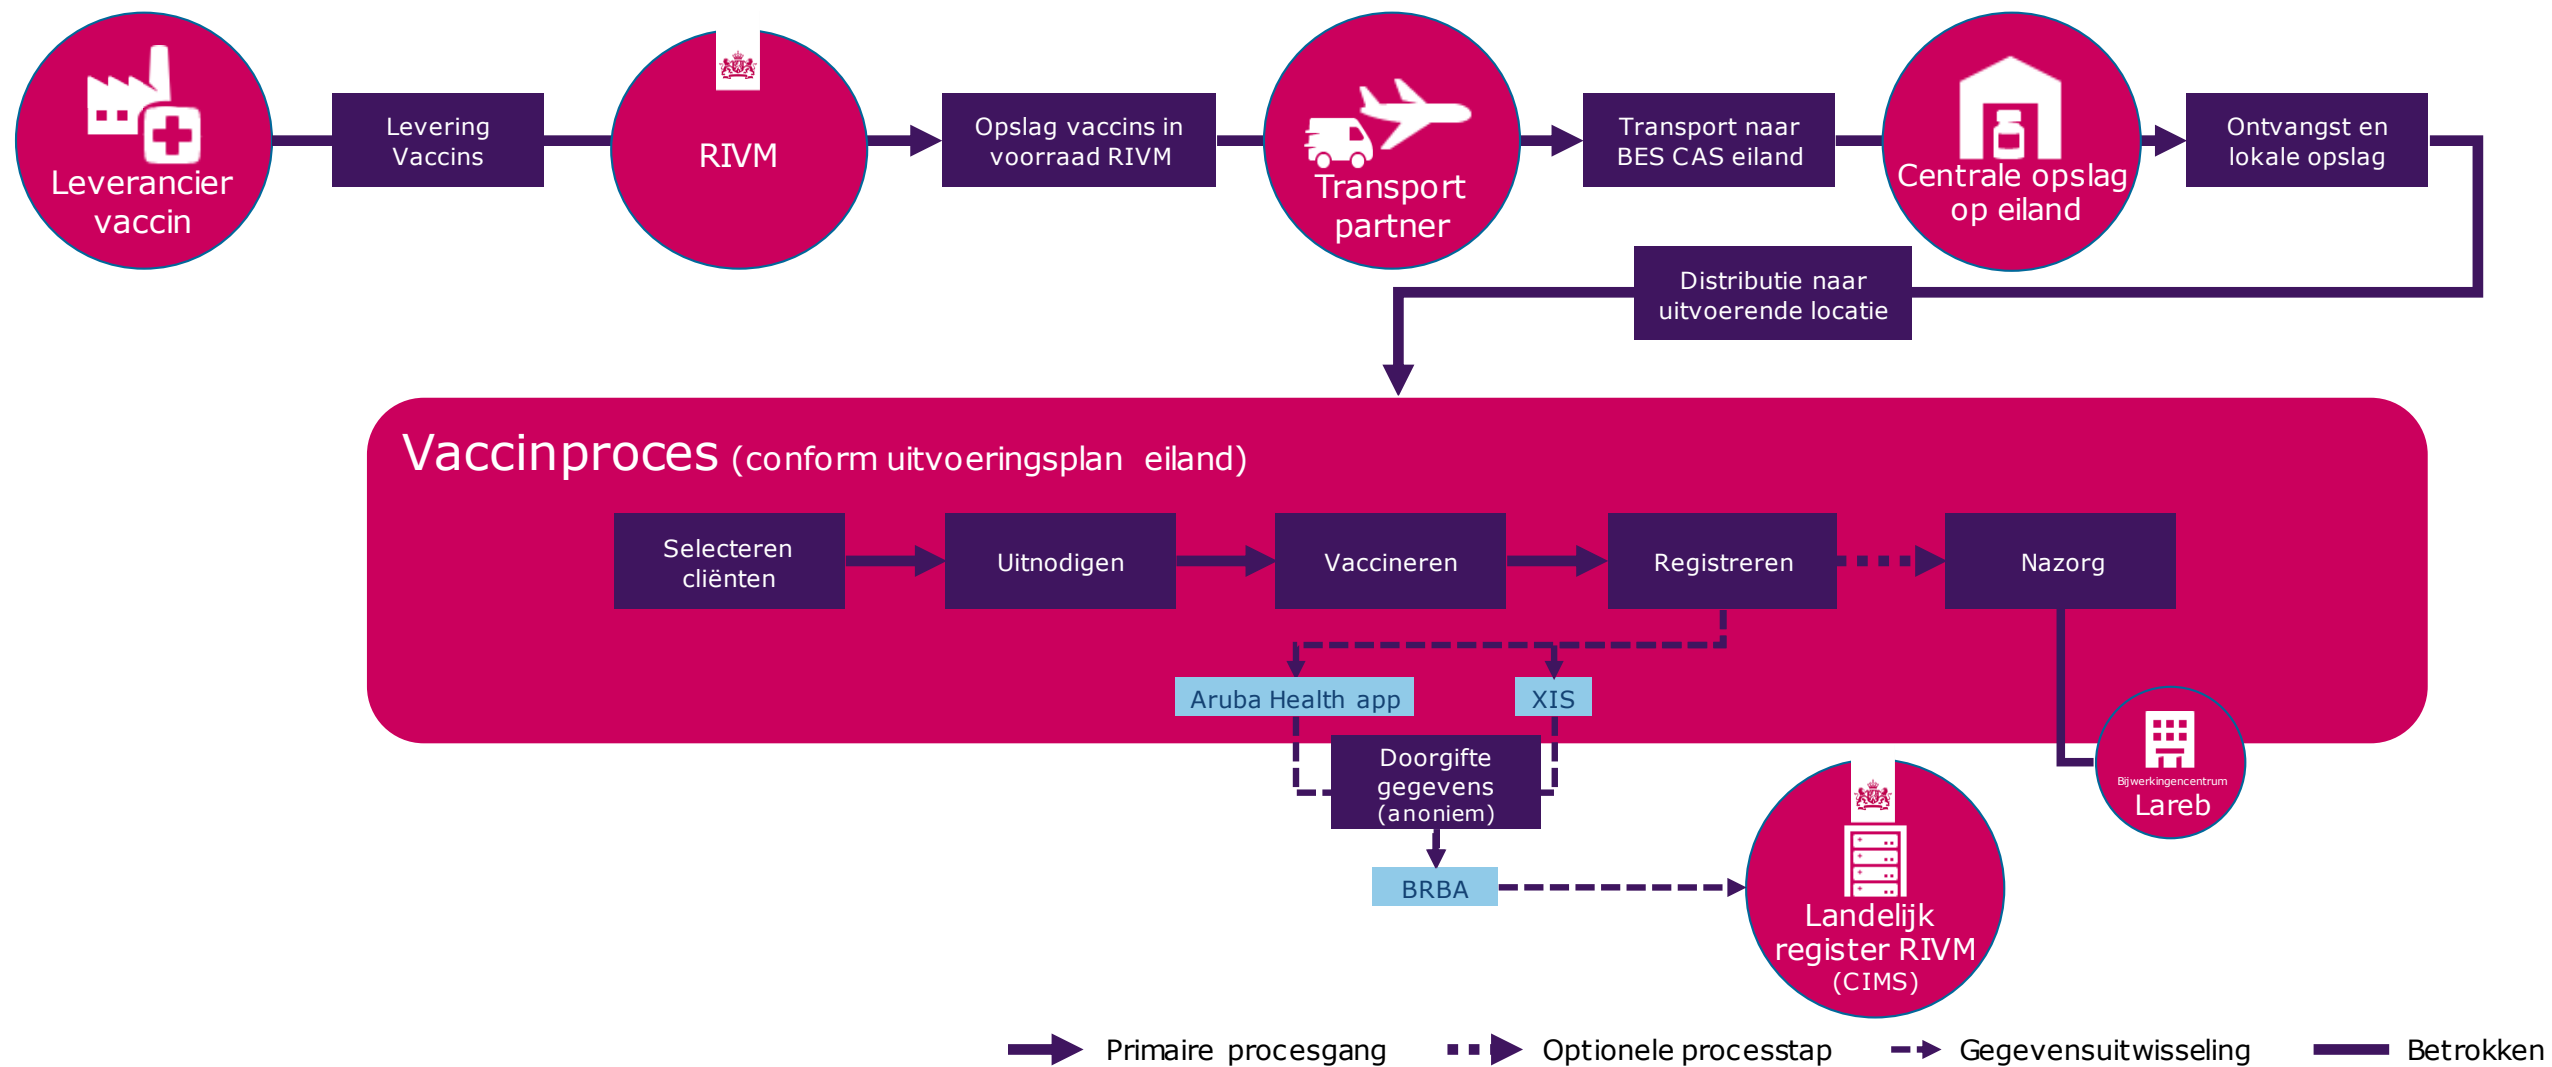 Leverancier
vaccin
Levering
Vaccins
RIVM
Opslag vaccins in
voorraad RIVM
Transport
partner
Transport naar
BES CAS eiland
Centrale opslag
op eiland
Ontvangst en
lokale opslag
Distributie naar
uitvoerende locatie
Vaccinproces (conform uitvoeringsplan eiland)
Selecteren
cliënten
Uitnodigen
Vaccineren
Registreren
Nazorg
Aruba Health app
XIS
Doorgifte
gegevens
(anoniem)
Bijwerkingencentrum
Lareb
BRBA
Landelijk
register RIVM
(CIMS)
Primaire procesgang
Optionele processtap
Gegevensuitwisseling
Betrokken